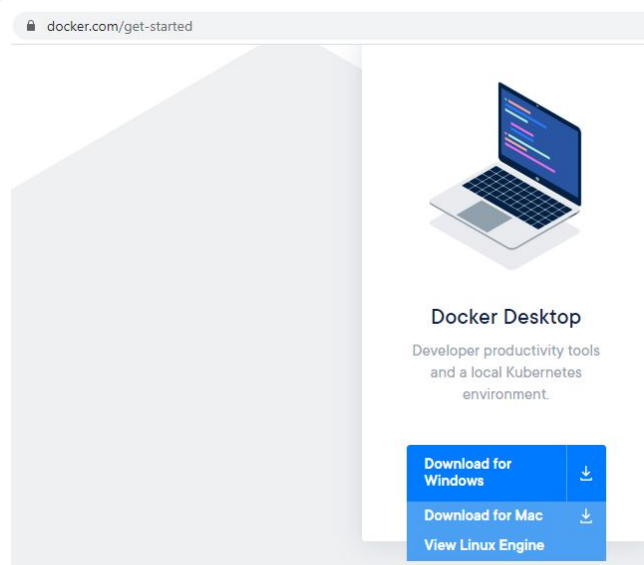 docker.com/get-started
Docker Desktop
Developer productivity tools
and a local Kubernetes
environment.
Download for
Windows
Download for Mac
View Linux Engine